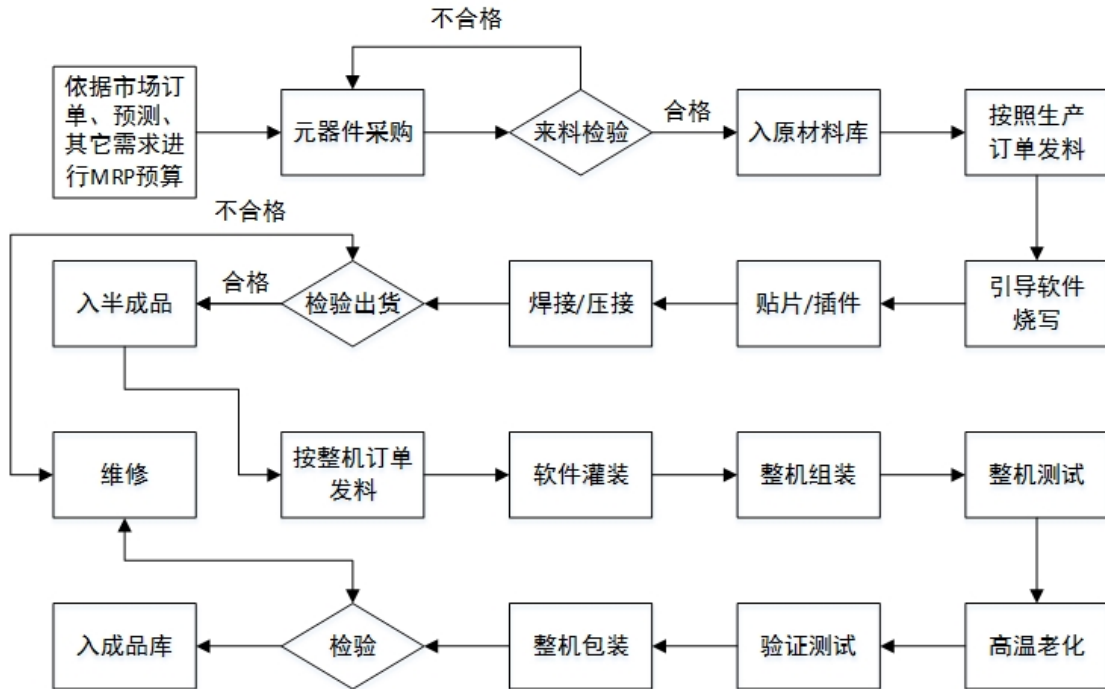 不合格
依据市场订
单、预测、
其它需求进
行MRP预算
元器件采购
来料检验
合格
入原材料库
按照生产
订单发料
不合格
入半成品
合格
检验出货
焊接/压接
贴片/插件
引导软件
烧写
维修
按整机订单
发料
软件灌装
整机组装
整机测试
入成品库
检验
整机包装
验证测试
高温老化